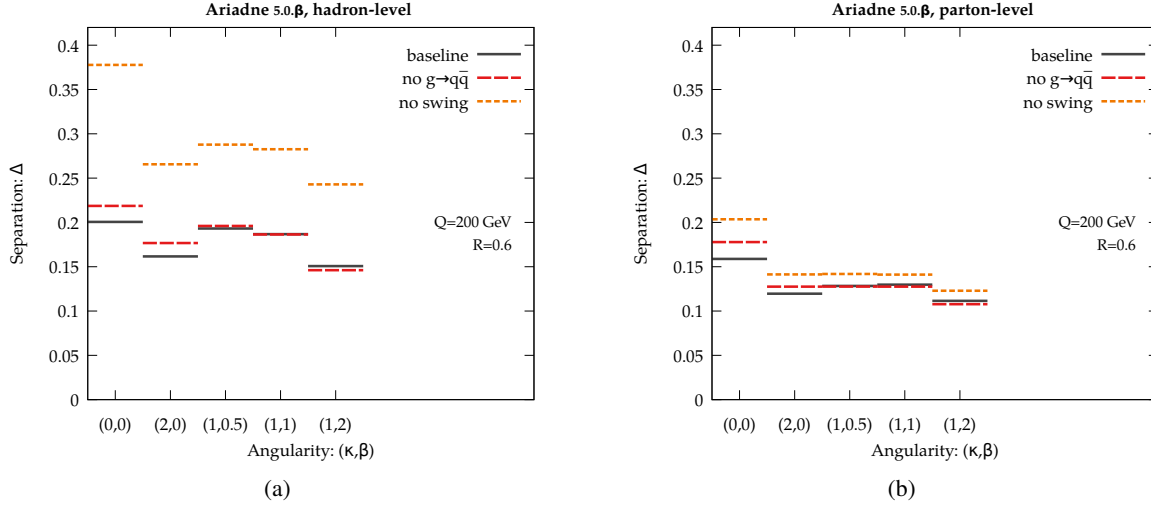 Ariadne 5.0.β, hadron-level
0.4
0.35
0.3
0.25
0.2
0.15
0.1
0.05
0
Separation: Δ
baseline
no g→qq̅
no swing
Q=200 GeV
R=0.6
(0,0)
(2,0)
(1,0.5)
(1,1)
(1,2)
Angularity: (κ,β)
(a)
Ariadne 5.0.β, parton-level
0.4
0.35
0.3
0.25
0.2
0.15
0.1
0.05
0
Separation: Δ
baseline
no g→qq̅
no swing
Q=200 GeV
R=0.6
(0,0)
(2,0)
(1,0.5)
(1,1)
(1,2)
Angularity: (κ,β)
(b)